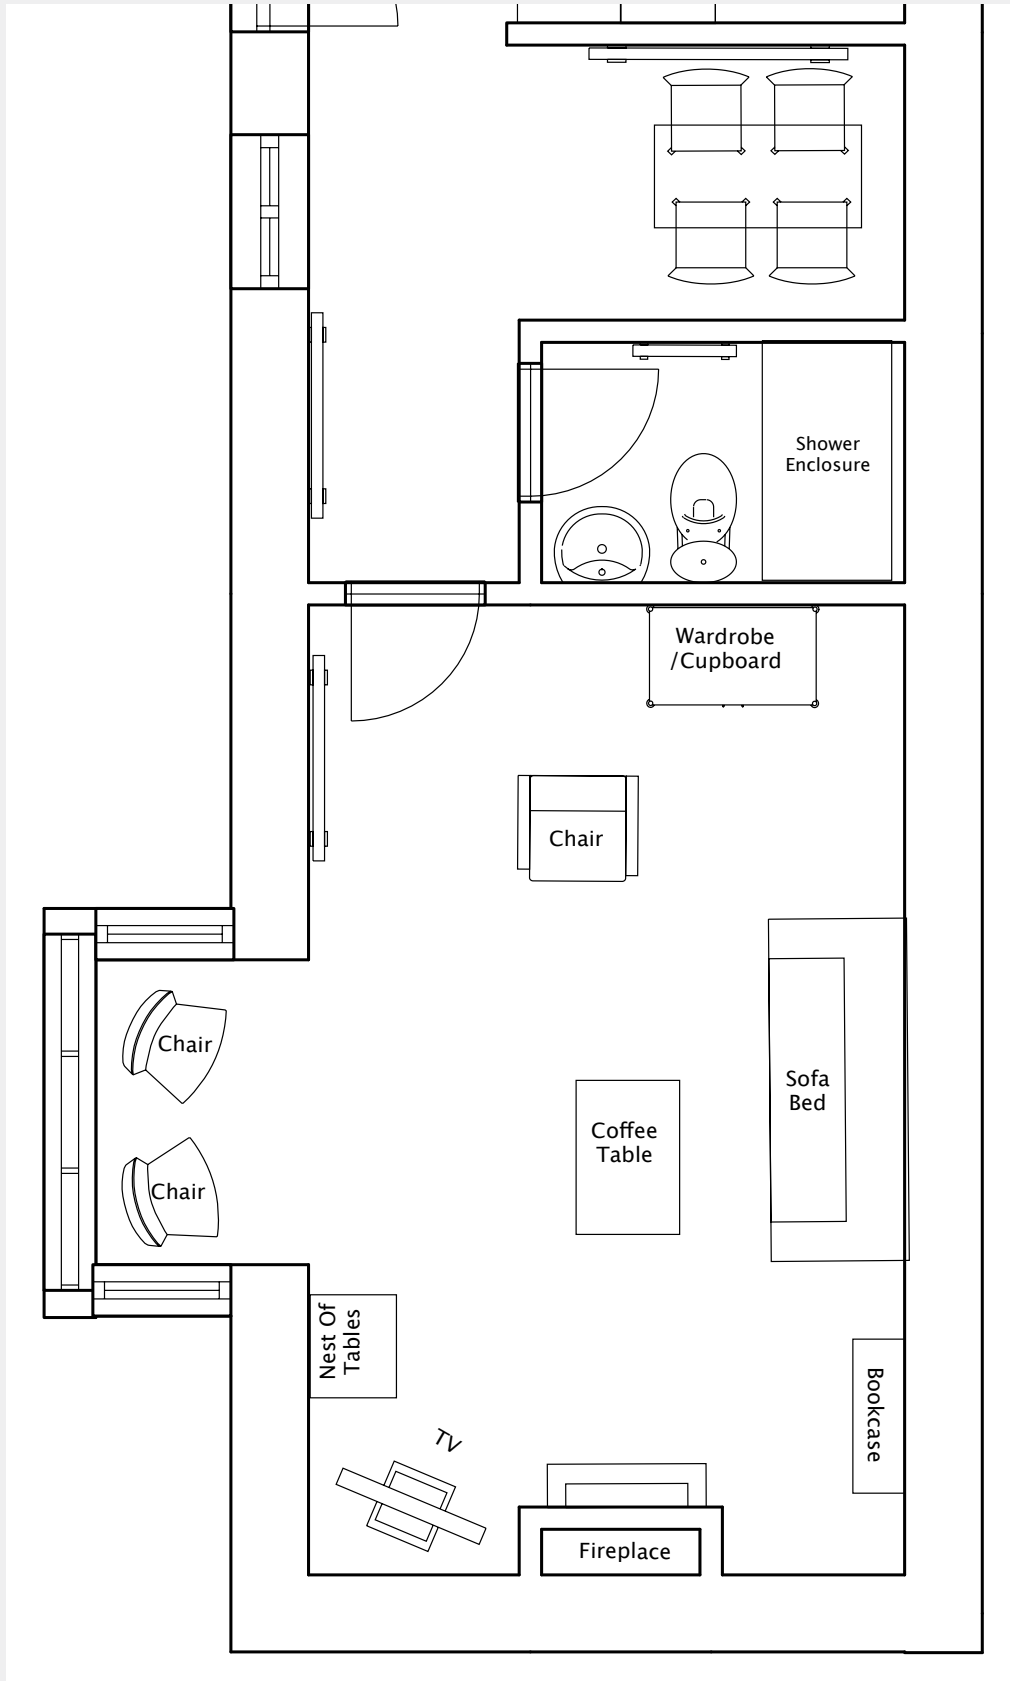 Shower
Enclosure
Wardrobe
/Cupboard
Chair
Chair
Sofa
Bed
Coffee
Table
Chair
Nest Of
Tables
Bookcase
TV
Fireplace